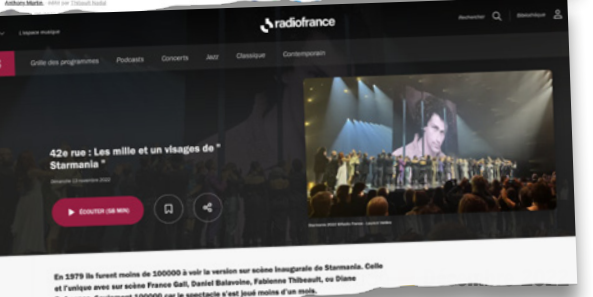 L'espace musique
radiofrance
Rechercher
Bibliothèque
Grille des programmes Podcasts Concerts Jazz Classique Contemporain
42e rue : Les mille et un visages de "
Starmania "
ÉCOUTER (58 MIN)
En 1979 ils furent moins de 100000 à voir la version sur scène inaugurale de Starmania. Celle
et l'unique avec sur scène France Gall, Daniel Balavoine, Fabienne Thibeault, ou Diane
100000 car le spectacle s'est joué moins d'un mois.